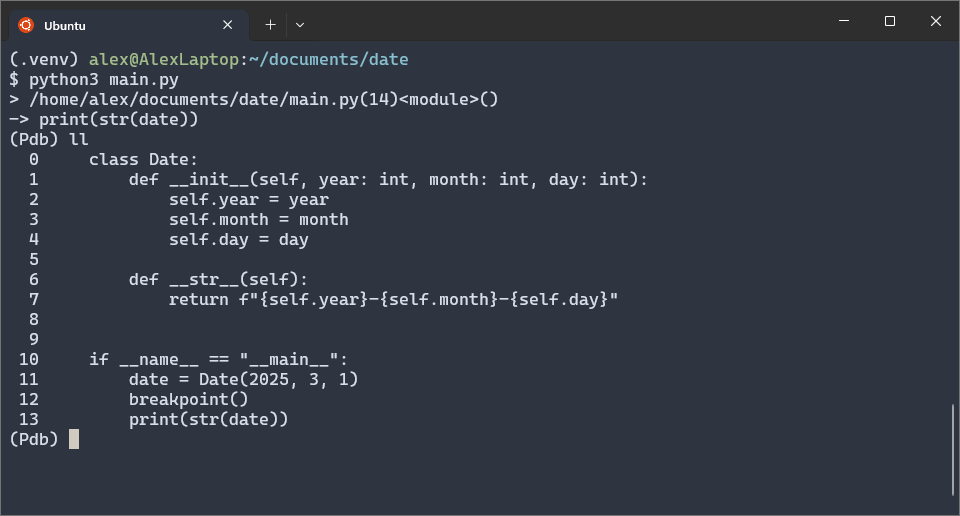 Ubuntu
(.venv) alex@AlexLaptop:~/documents/date
$ python3 main.py
> /home/alex/documents/date/main.py(14)<module>()
-> print(str(date))
(Pdb) ll
  0     class Date:
  1         def __init__(self, year: int, month: int, day: int):
  2             self.year = year
  3             self.month = month
  4             self.day = day
  5
  6         def __str__(self):
  7             return f"{self.year}-{self.month}-{self.day}"
  8
  9
 10     if __name__ == "__main__":
 11         date = Date(2025, 3, 1)
 12         breakpoint()
 13         print(str(date))
(Pdb)